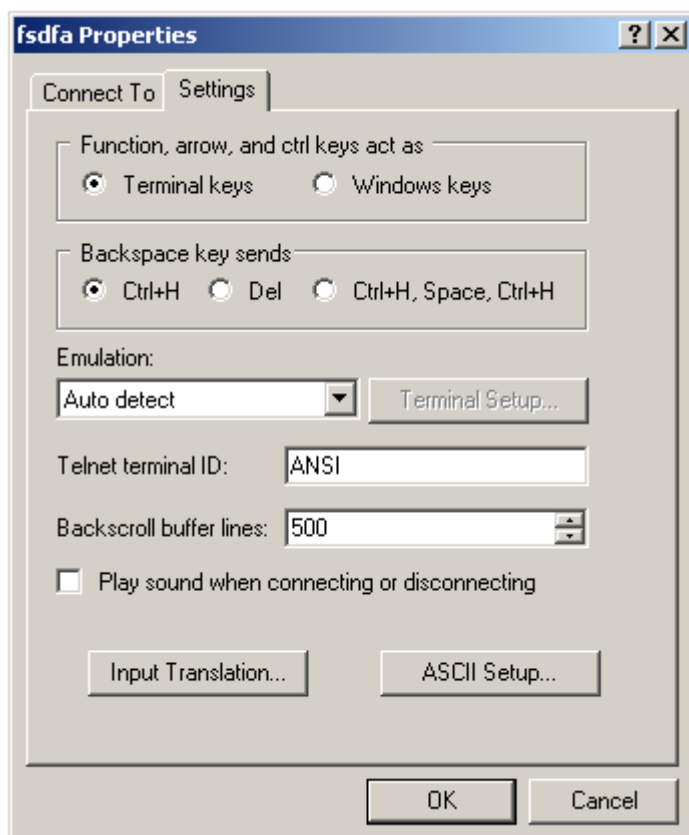 fsdfa Properties
Connect To Settings
Function, arrow, and ctrl keys act as
Terminal keys Windows keys
Backspace key sends
Ctrl+H Del Ctrl+H, Space, Ctrl+H
Emulation:
Auto detect Terminal Setup...
Telnet terminal ID: ANSI
Backscroll buffer lines: 500
Play sound when connecting or disconnecting
Input Translation... ASCII Setup...
OK Cancel